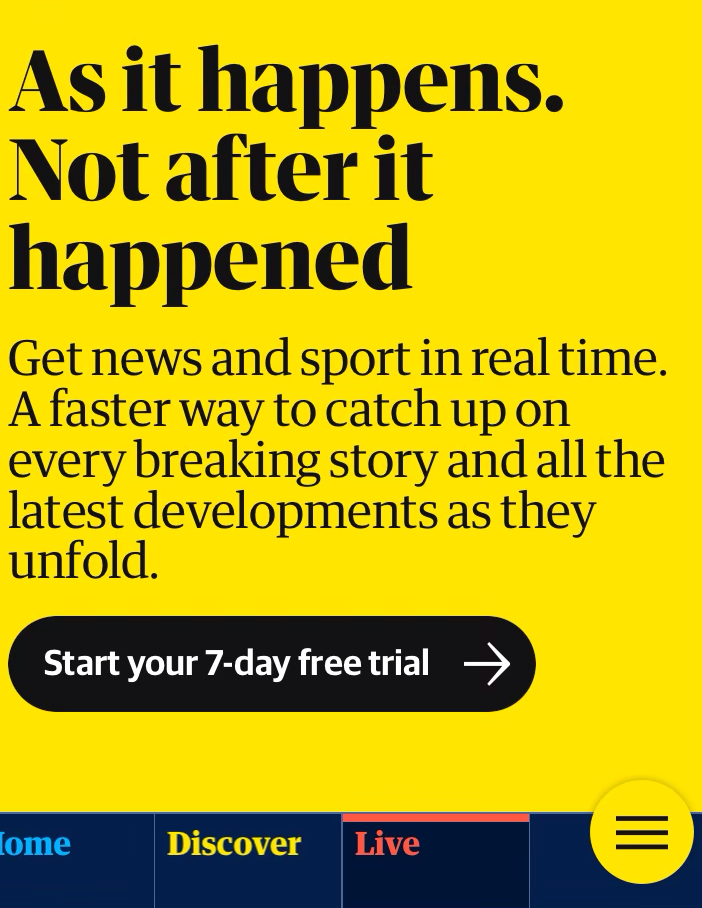 As it happens.
Not after it
happened
Get news and sport in real time.
A faster way to catch up on
every breaking story and all the
latest developments as they
unfold.
Start your 7-day free trial
Home
Discover
Live